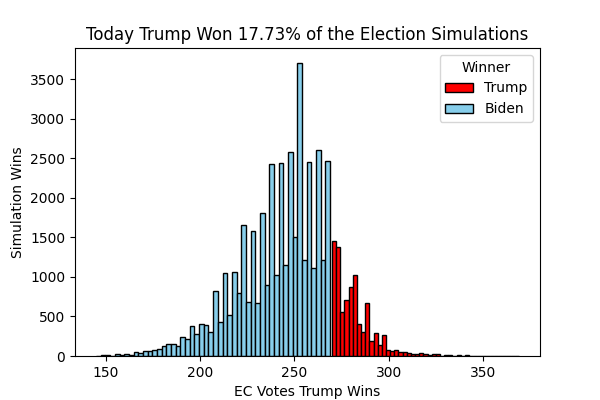 Today Trump Won 17.73% of the Election Simulations
Winner
Trump
Biden
3500
3000
2500
2000
1500
1000
500
0
Simulation Wins
150
200
250
300
350
EC Votes Trump Wins